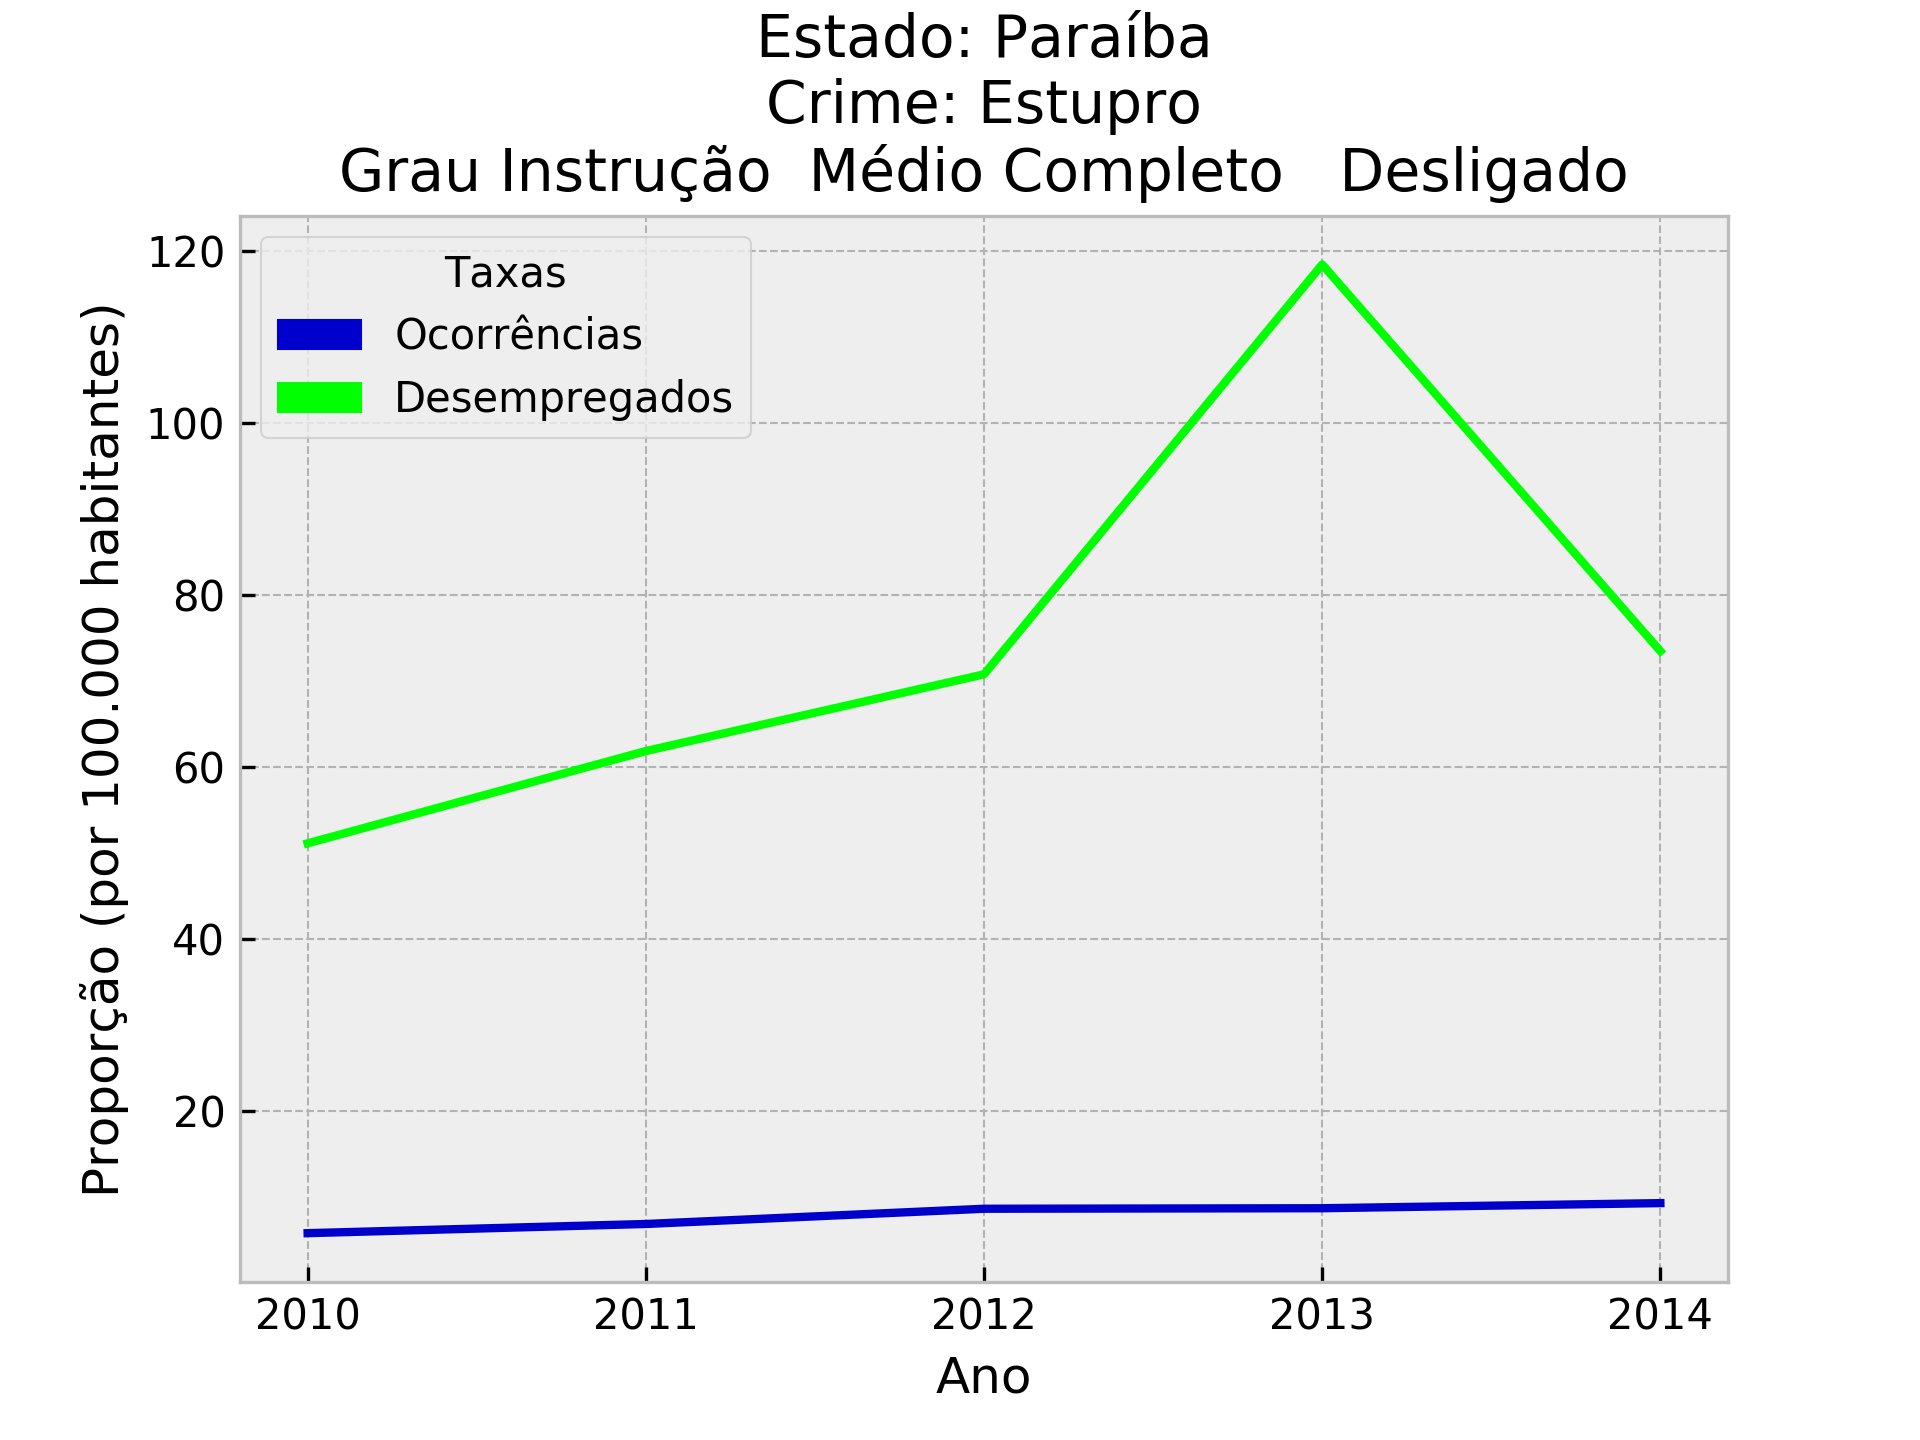 Estado: Paraíba
Crime: Estupro
Grau Instrução  Médio Completo   Desligado
Proporção (por 100.000 habitantes)
120
100
80
60
40
20
Taxas
Ocorrências
Desempregados
2010 2011 2012 2013 2014
Ano